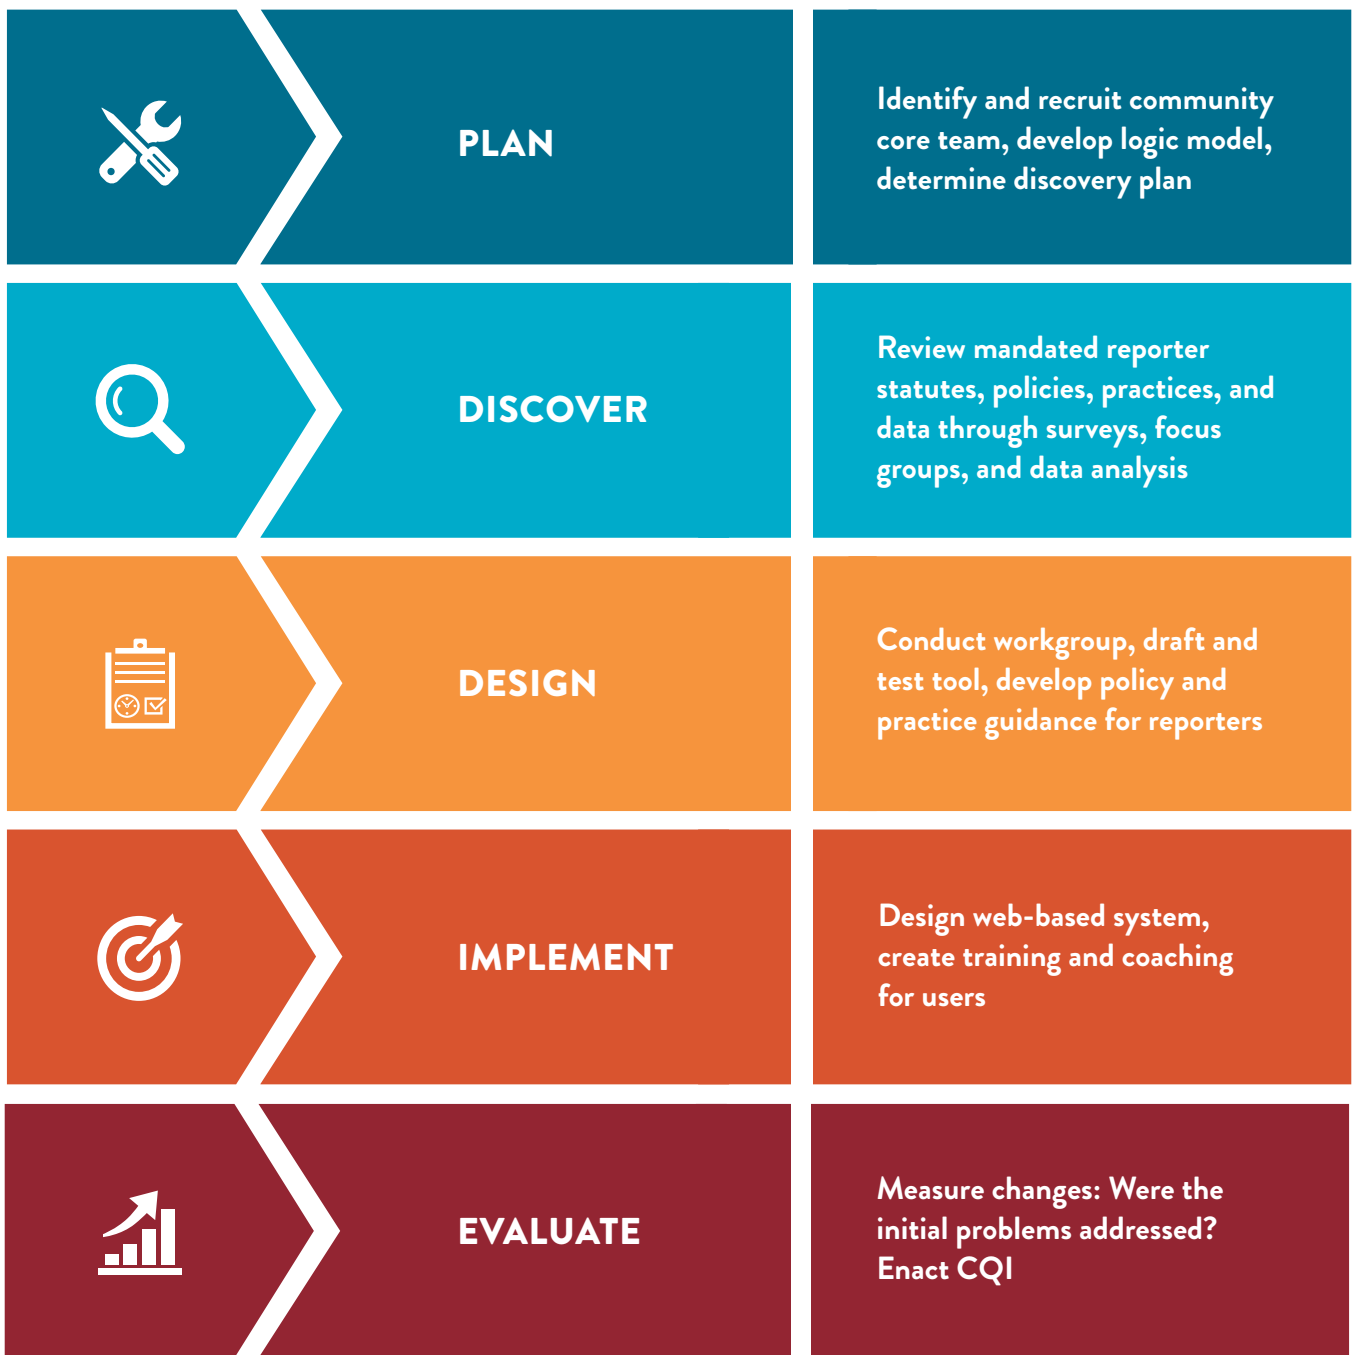 PLAN
Identify and recruit community
core team, develop logic model,
determine discovery plan
DISCOVER
Review mandated reporter
statutes, policies, practices, and
data through surveys, focus
groups, and data analysis
DESIGN
Conduct workgroup, draft and
test tool, develop policy and
practice guidance for reporters
IMPLEMENT
Design web-based system,
create training and coaching
for users
EVALUATE
Measure changes: Were the
initial problems addressed?
Enact CQI